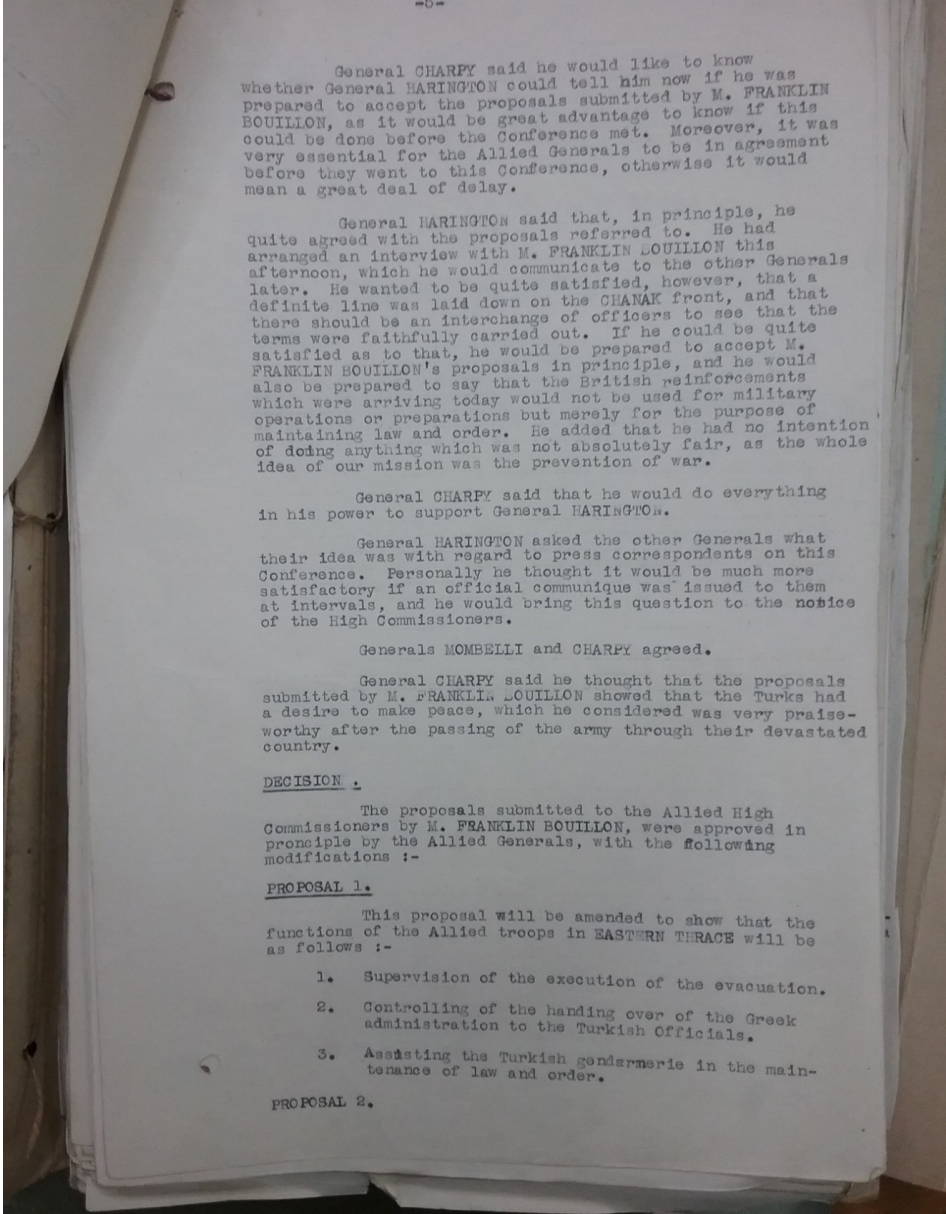 General CHARPY said he would like to know
whether General HARINGTON could tell him now if he was
prepared to accept the proposals submitted by M. FRANKLIN
BOUILLON, as it would be great advantage to know if this
could be done before the Conference met. Moreover, it was
very essential for the Allied Generals to be in agreement
before they went to this Conference, otherwise it would
mean a great deal of delay.
General HARINGTON said that, in principle, he
quite agreed with the proposals referred to. He had
arranged an interview with M. FRANKLIN BOUILLON this
afternoon, which he would communicate to the other Generals
later. He wanted to be quite satisfied, however, that a
definite line was laid down on the CHANAK front, and that
there should be an interchange of officers to see that the
terms were faithfully carried out. If he could be quite
satisfied as to that, he would be prepared to accept M.
FRANKLIN BOUILLON's proposals in principle, and he would
also be prepared to say that the British reinforcements
which were arriving today would not be used for military
operations or preparations but merely for the purpose of
maintaining law and order. He added that he had no intention
of doing anything which was not absolutely fair, as the whole
idea of our mission was the prevention of war.
General CHARPY said that he would do everything
in his power to support General HARINGTON.
General HARINGTON asked the other Generals what
their idea was with regard to press correspondents on this
Conference. Personally he thought it would be much more
satisfactory if an official communique was issued to them
at intervals, and he would bring this question to the notice
of the High Commissioners.
Generals MOMBELLI and CHARPY agreed.
General CHARPY said he thought that the proposals
submitted by M. FRANKLIN BOUILLON showed that the Turks had
a desire to make peace, which he considered was very praise-
worthy after the passing of the army through their devastated
country.
DECISION .
The proposals submitted to the Allied High
Commissioners by M. FRANKLIN BOUILLON, were approved in
pronciple by the Allied Generals, with the following
modifications :-
PROPOSAL 1.
This proposal will be amended to show that the
functions of the Allied troops in EASTERN THRACE will be
as follows :-
1. Supervision of the execution of the evacuation.
2. Controlling of the handing over of the Greek
administration to the Turkish Officials.
3. Assisting the Turkish gendarmerie in the main-
tenance of law and order.
PROPOSAL 2.